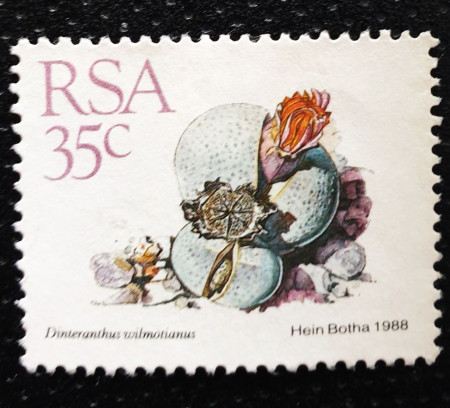 RSA
35c
Dinteranthus wilmotianus
Hein Botha 1988